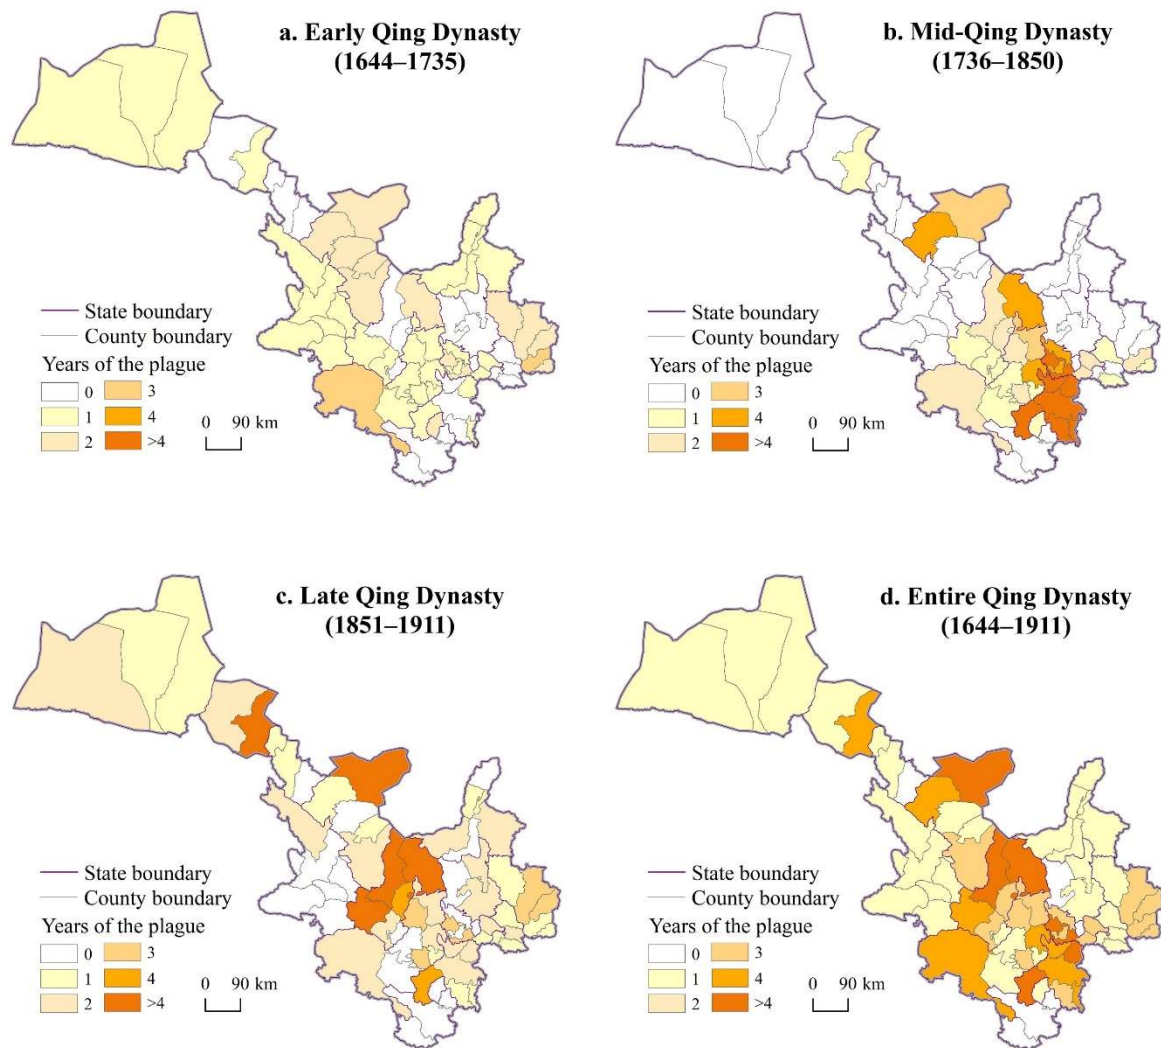 a. Early Qing Dynasty
(1644–1735)
State boundary
County boundary
Years of the plague
0 3
1 4
2 >4
0 90 km
b. Mid-Qing Dynasty
(1736–1850)
State boundary
County boundary
Years of the plague
0 3
1 4
2 >4
0 90 km
c. Late Qing Dynasty
(1851–1911)
State boundary
County boundary
Years of the plague
0 3
1 4
2 >4
0 90 km
d. Entire Qing Dynasty
(1644–1911)
State boundary
County boundary
Years of the plague
0 3
1 4
2 >4
0 90 km